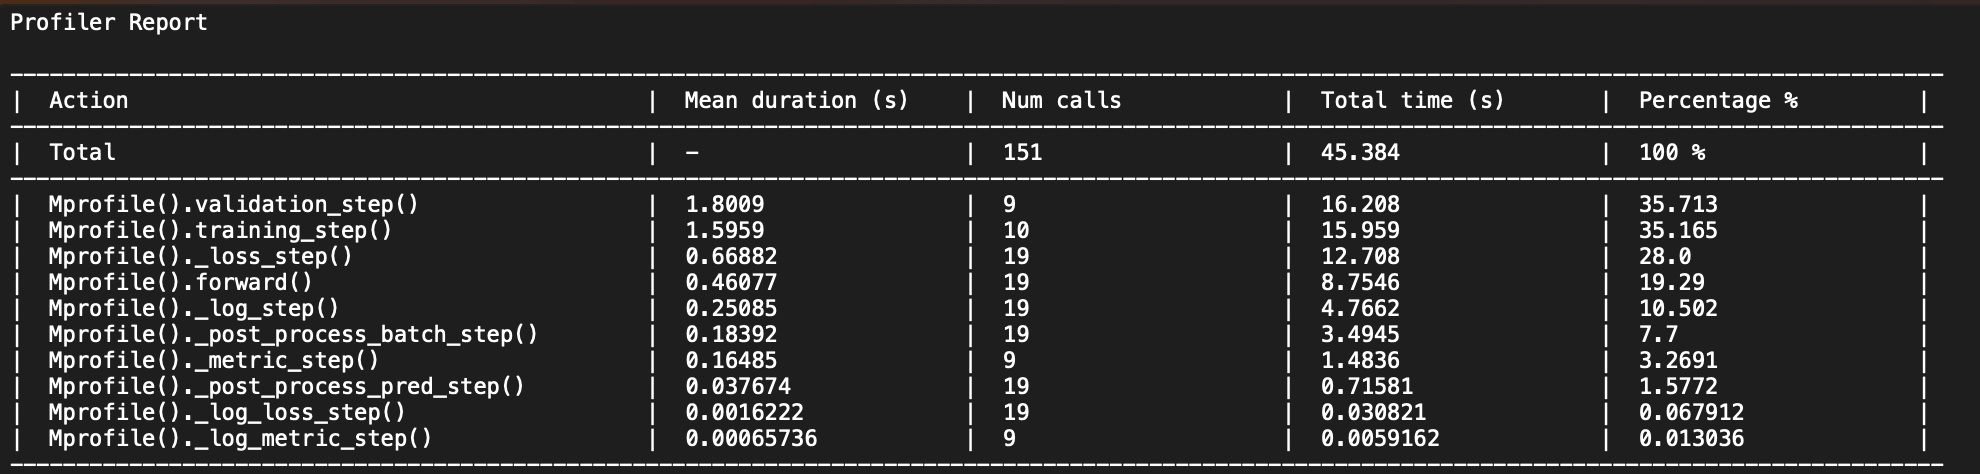 Profiler Report
-----------------------------------------------------------------------------------------------------------------------------------------------------
|  Action                                        |  Mean duration (s)    |  Num calls            |  Total time (s)       |  Percentage %         |
-----------------------------------------------------------------------------------------------------------------------------------------------------
|  Total                                         |  -                    |  151                  |  45.384               |  100 %                |
-----------------------------------------------------------------------------------------------------------------------------------------------------
|  Mprofile().validation_step()                  |  1.8009               |  9                    |  16.208               |  35.713               |
|  Mprofile().training_step()                    |  1.5959               |  10                   |  15.959               |  35.165               |
|  Mprofile()._loss_step()                       |  0.66882              |  19                   |  12.708               |  28.0                 |
|  Mprofile().forward()                          |  0.46077              |  19                   |  8.7546               |  19.29                |
|  Mprofile()._log_step()                        |  0.25085              |  19                   |  4.7662               |  10.502               |
|  Mprofile()._post_process_batch_step()         |  0.18392              |  19                   |  3.4945               |  7.7                  |
|  Mprofile()._metric_step()                     |  0.16485              |  9                    |  1.4836               |  3.2691               |
|  Mprofile()._post_process_pred_step()          |  0.037674             |  19                   |  0.71581              |  1.5772               |
|  Mprofile()._log_loss_step()                   |  0.0016222            |  19                   |  0.030821             |  0.067912             |
|  Mprofile()._log_metric_step()                 |  0.00065736           |  9                    |  0.0059162            |  0.013036             |
-----------------------------------------------------------------------------------------------------------------------------------------------------